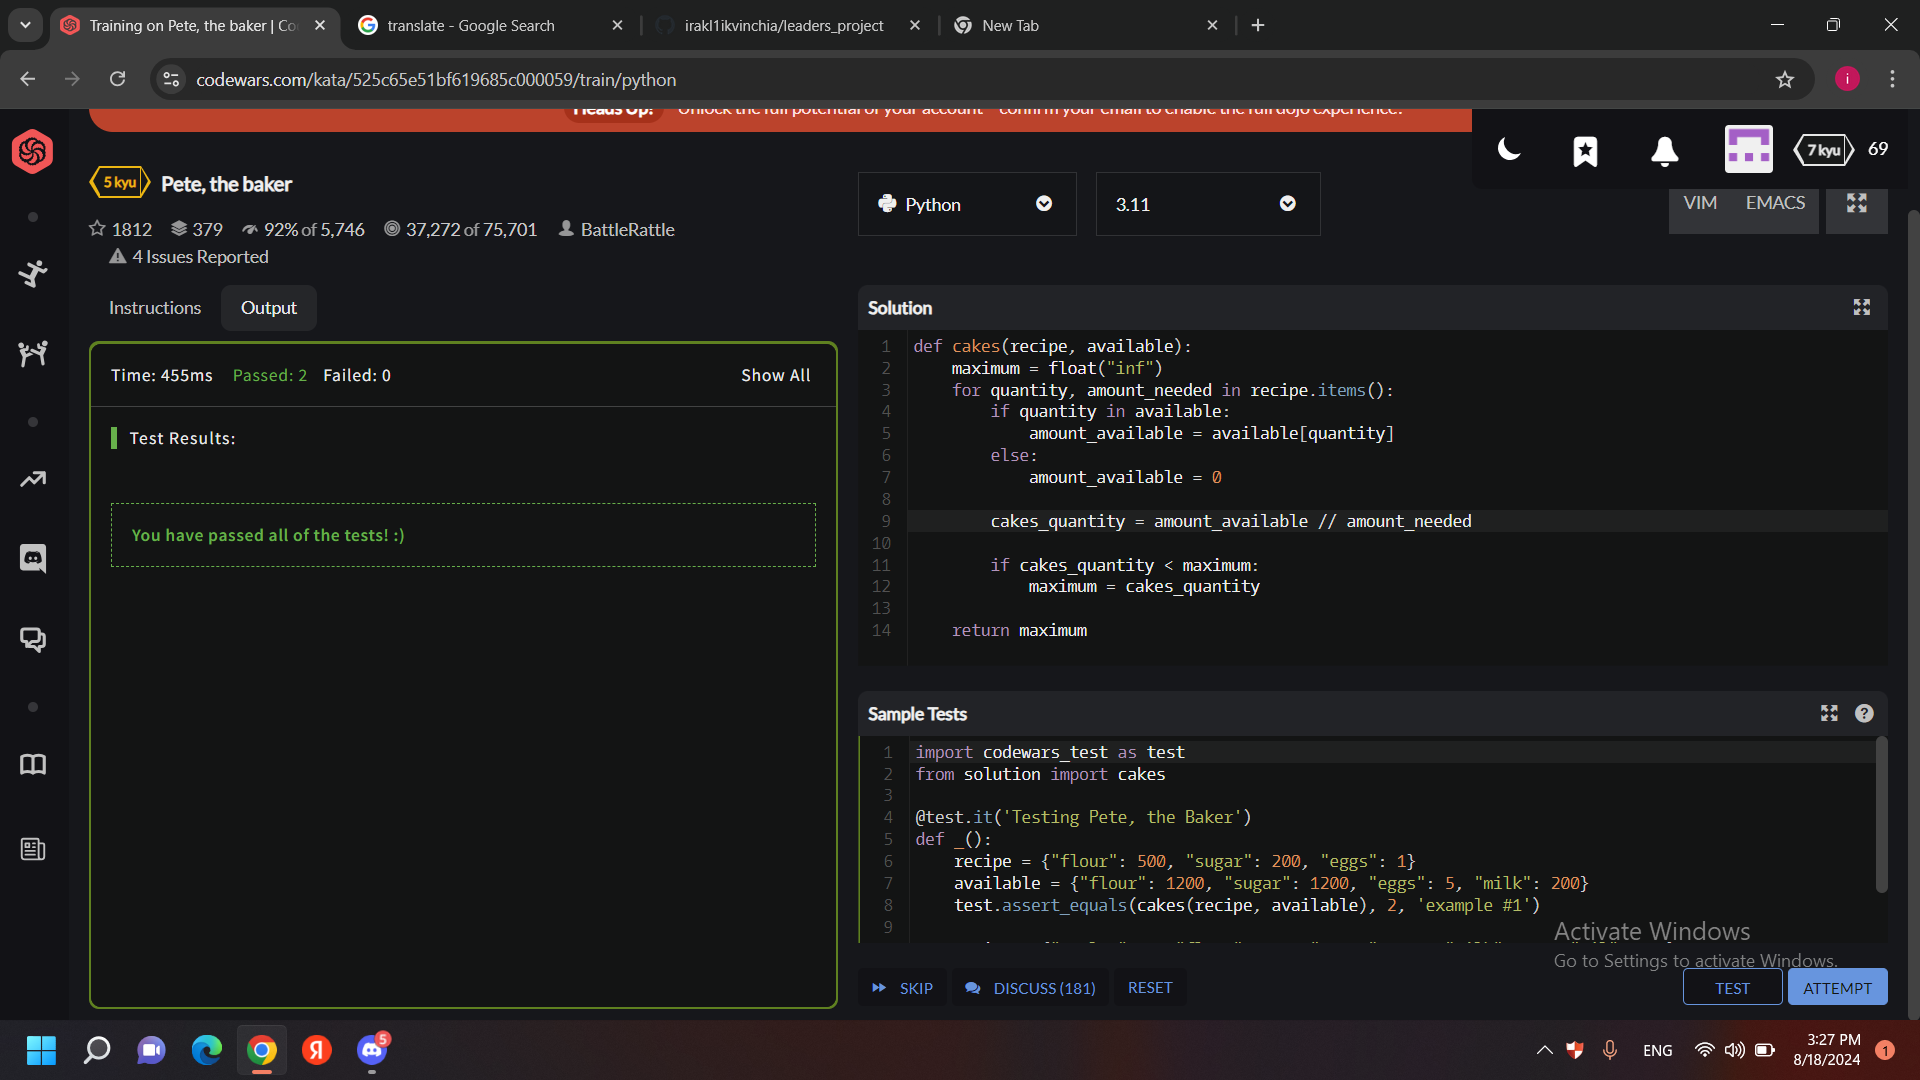 Training on Pete, the baker | Co
translate - Google Search
irakl1ikvinchia/leaders_project
New Tab
codewars.com/kata/525c65e51bf619685c000059/train/python
i
Heads Up! Unlock the full potential of your account - confirm your email to enable the full dojo experience.
7 kyu 69
5 kyu Pete, the baker
Python
3.11
VIM EMACS
1812 379 92% of 5,746 37,272 of 75,701 BattleRattle
4 Issues Reported
Instructions Output
Time: 455ms Passed: 2 Failed: 0 Show All
Test Results:
You have passed all of the tests! :)
Solution
1 def cakes(recipe, available):
2     maximum = float("inf")
3     for quantity, amount_needed in recipe.items():
4         if quantity in available:
5             amount_available = available[quantity]
6         else:
7             amount_available = 0
8
9         cakes_quantity = amount_available // amount_needed
10
11         if cakes_quantity < maximum:
12             maximum = cakes_quantity
13
14     return maximum
Sample Tests
1 import codewars_test as test
2 from solution import cakes
3
4 @test.it('Testing Pete, the Baker')
5 def _():
6     recipe = {"flour": 500, "sugar": 200, "eggs": 1}
7     available = {"flour": 1200, "sugar": 1200, "eggs": 5, "milk": 200}
8     test.assert_equals(cakes(recipe, available), 2, 'example #1')
9
Activate Windows
Go to Settings to activate Windows.
SKIP DISCUSS (181) RESET TEST ATTEMPT
5
ENG
3:27 PM
8/18/2024
1